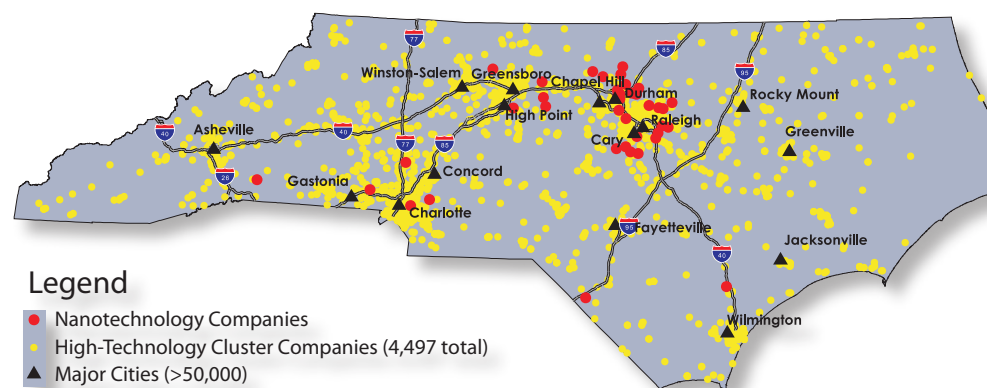 77
85
95
Winston-Salem
Greensboro
Chapel Hill
Durham
Rocky Mount
High Point
Raleigh
Cary
Greenville
40
Asheville
40
85
77
26
Gastonia
Concord
Charlotte
95
Fayetteville
40
Jacksonville
Wilmington
Legend
Nanotechnology Companies
High-Technology Cluster Companies (4,497 total)
Major Cities (>50,000)